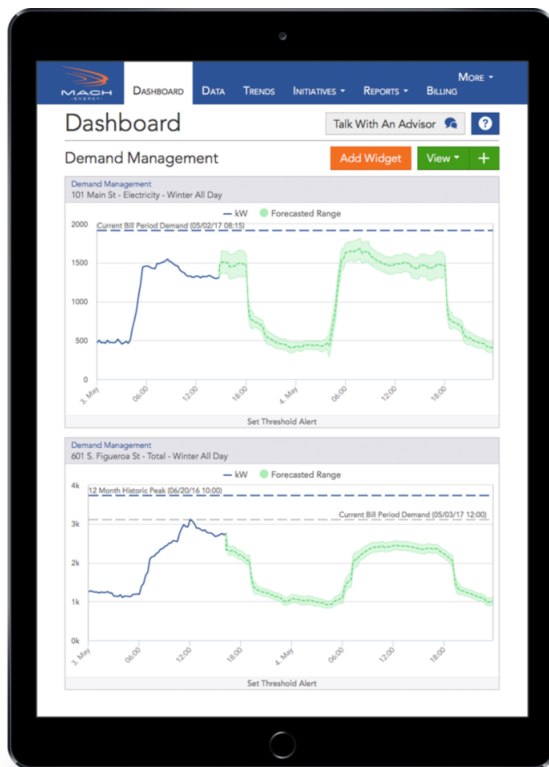 MORE
MACH
ENERGY
DASHBOARD DATA TRENDS INITIATIVES REPORTS BILLING
Dashboard
Talk With An Advisor ?
Demand Management
Add Widget View +
Demand Management
101 Main St - Electricity - Winter All Day
kW Forecasted Range
Current Bill Period Demand (05/02/17 08:15)
2000
1500
1000
500
0
3. May 06:00 12:00 18:00 4. May 06:00 12:00 18:00
Set Threshold Alert
Demand Management
601 S. Figueroa St - Total - Winter All Day
kW Forecasted Range
4k
12 Month Historic Peak (06/20/16 10:00)
Current Bill Period Demand (05/03/17 12:00)
3k
2k
1k
0k
3. May 06:00 12:00 18:00 4. May 06:00 12:00 18:00
Set Threshold Alert